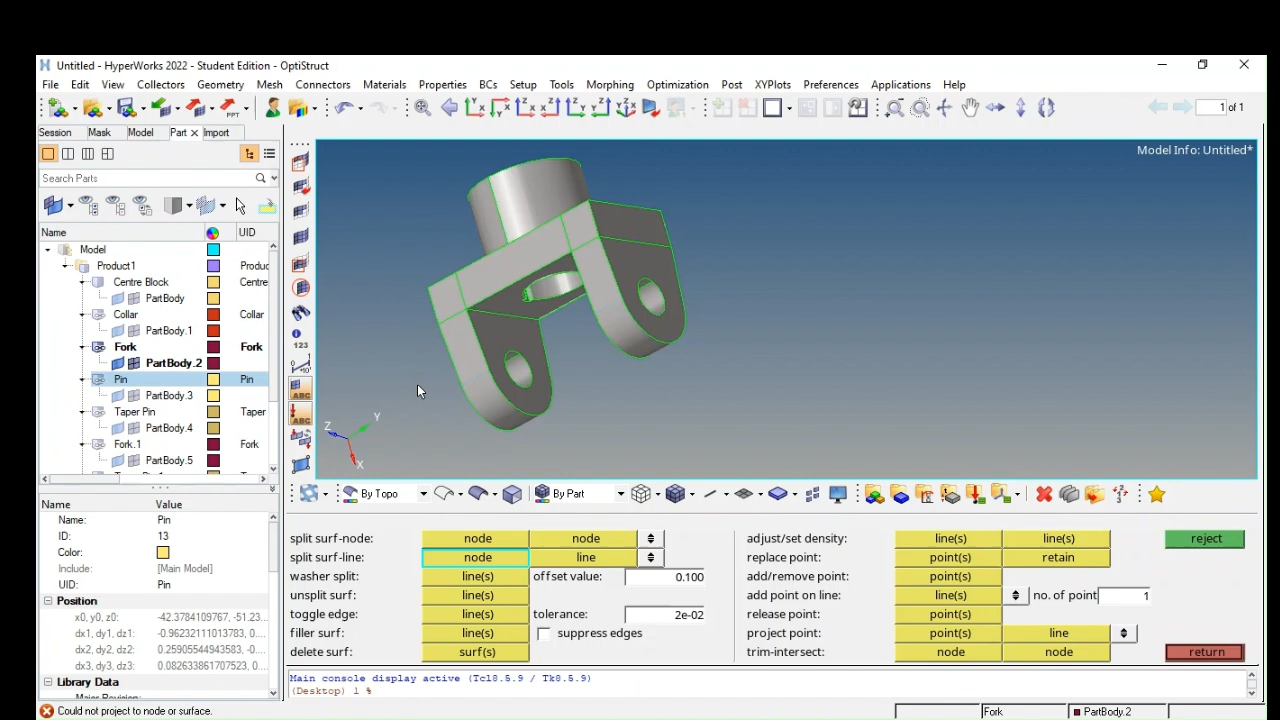 Untitled - HyperWorks 2022 - Student Edition - OptiStruct
File Edit View Collectors Geometry Mesh Connectors Materials Properties BCs Setup Tools Morphing Optimization Post XYPlots Preferences Applications Help
PPT
1 of 1
Session Mask Model Part Import
Model Info: Untitled*
Search Parts
Name UID
Model
Product1 Produc
Centre Block Centre
PartBody
Collar Collar
PartBody.1
Fork Fork
PartBody.2
Pin Pin
PartBody.3
Taper Pin Taper
PartBody.4
Fork.1 Fork
PartBody.5
123
ABC
ABC
Z Y X
By Topo By Part
Name Value
Name: Pin
ID: 13
Color:
Include: [Main Model]
UID: Pin
Position
x0, y0, z0: -42.3784109767, -51.23...
dx1, dy1, dz1: -0.96232111013783, 0....
dx2, dy2, dz2: 0.25905544943583, -0....
dx3, dy3, dz3: 0.082633861707523, 0....
Library Data
split surf-node: node node
split surf-line: node line
washer split: line(s) offset value: 0.100
unsplit surf: line(s)
toggle edge: line(s) tolerance: 2e-02
filler surf: line(s) suppress edges
delete surf: surf(s)
adjust/set density: line(s) line(s) reject
replace point: point(s) retain
add/remove point: point(s)
add point on line: line(s) no. of point 1
release point: point(s)
project point: point(s) line
trim-intersect: node node return
Main console display active (Tcl8.5.9 / Tk8.5.9)
(Desktop) 1 %
Could not project to node or surface.
Fork PartBody.2